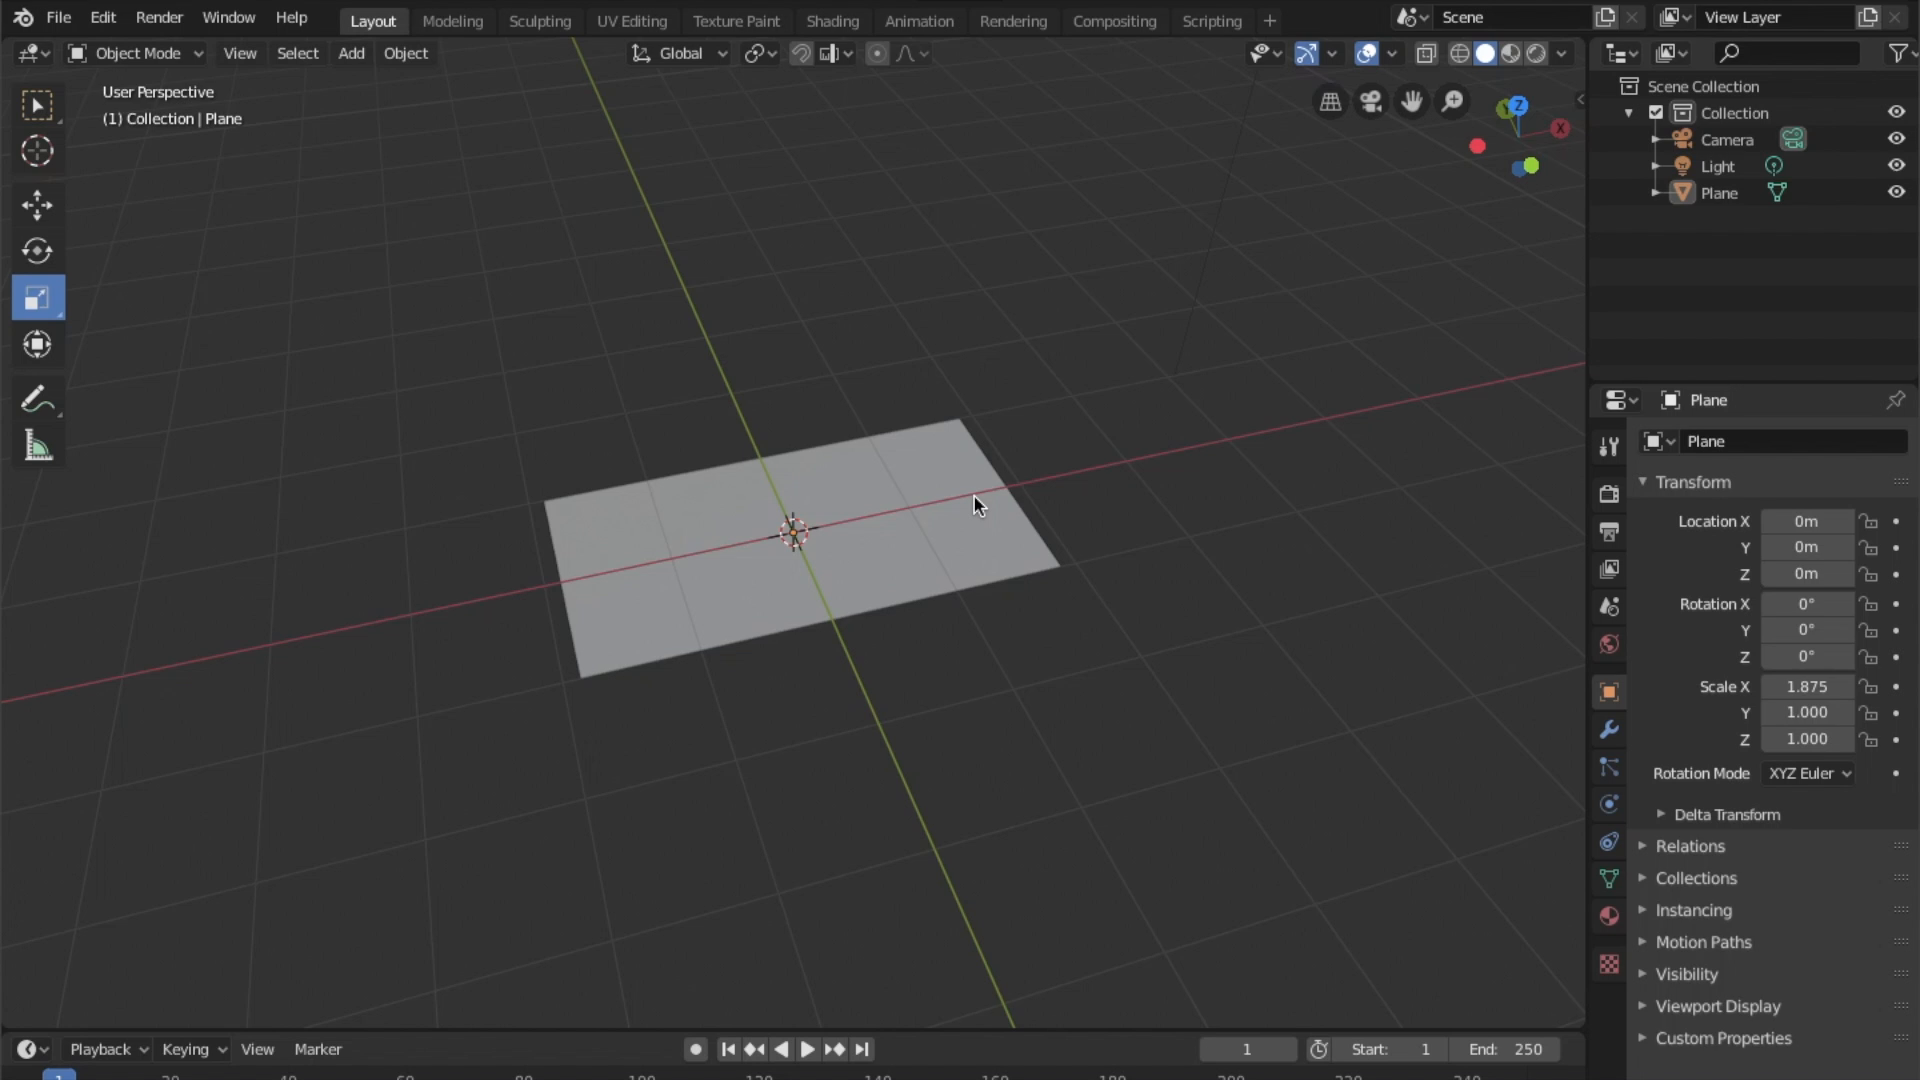 File Edit Render Window Help Layout Modeling Sculpting UV Editing Texture Paint Shading Animation Rendering Compositing Scripting + Scene View Layer
Object Mode View Select Add Object Global
User Perspective
(1) Collection | Plane
Z
X
Scene Collection
Collection
Camera
Light
Plane
Plane
Plane
Transform
Location X 0m
Y 0m
Z 0m
Rotation X 0°
Y 0°
Z 0°
Scale X 1.875
Y 1.000
Z 1.000
Rotation Mode XYZ Euler
Delta Transform
Relations
Collections
Instancing
Motion Paths
Visibility
Viewport Display
Custom Properties
Playback Keying View Marker 1 Start: 1 End: 250